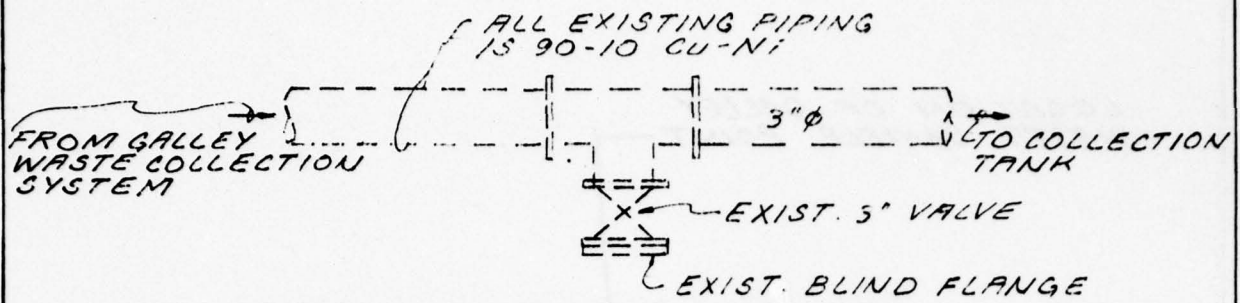 ALL EXISTING PIPING
IS 90-10 Cu-Ni
3"φ
FROM GALLEY
WASTE COLLECTION
SYSTEM
TO COLLECTION
TANK
EXIST. 3" VALVE
EXIST. BLIND FLANGE